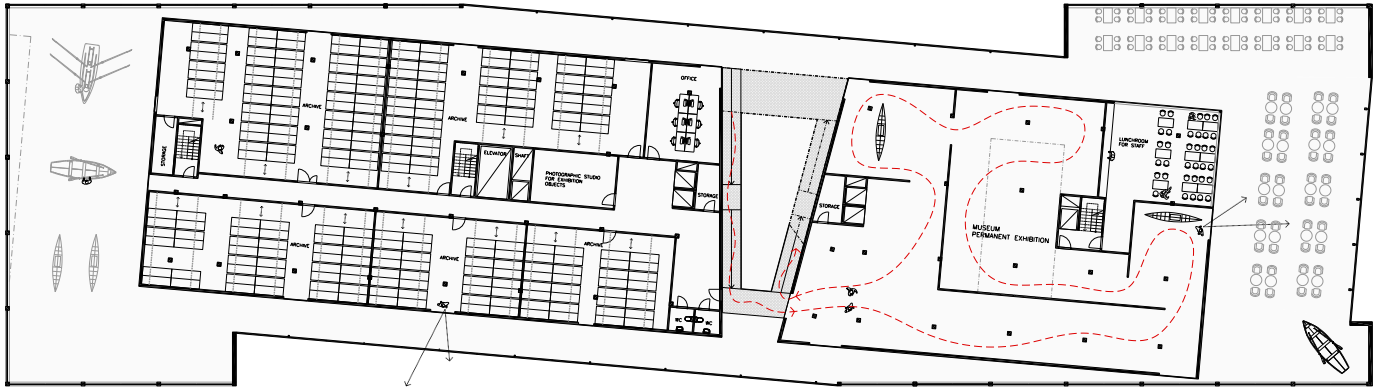 OFFICE
ARCHIVE
ARCHIVE
STORAGE
ELEVATOR
SHAFT
PHOTOGRAPHIC STUDIO
FOR EXHIBITION
OBJECTS
STORAGE
ARCHIVE
ARCHIVE
ARCHIVE
WC
WC
STORAGE
MUSEUM
PERMANENT EXHIBITION
LUNCHROOM
FOR STAFF